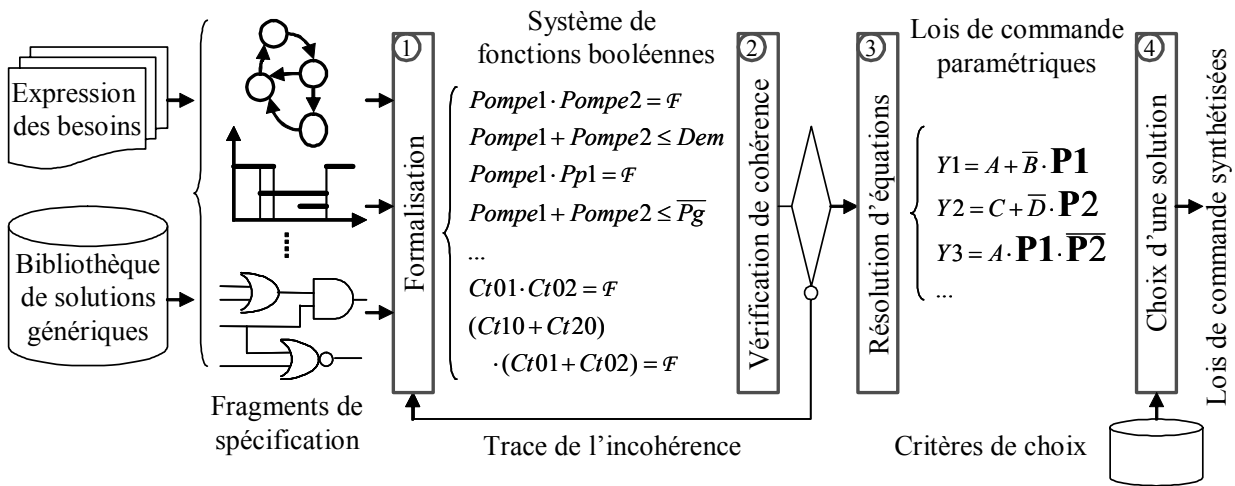 Expression
des besoins
Bibliothèque
de solutions
génériques
Fragments de
spécification
1
Formalisation
Système de
fonctions booléennes
Pompe1 · Pompe2 = ℱ
Pompe1 + Pompe2 ≤ Dem
Pompe1 · Pp1 = ℱ
Pompe1 + Pompe2 ≤ P̅g̅
...
Ct01 · Ct02 = ℱ
(Ct10 + Ct20)
· (Ct01 + Ct02) = ℱ
2
Vérification de cohérence
Trace de l’incohérence
3
Résolution d’équations
Lois de commande
paramétriques
Y1 = A + B̅ · P1
Y2 = C + D̅ · P2
Y3 = A · P1 · P̅2̅
...
4
Choix d’une solution
Critères de choix
Lois de commande synthétisées